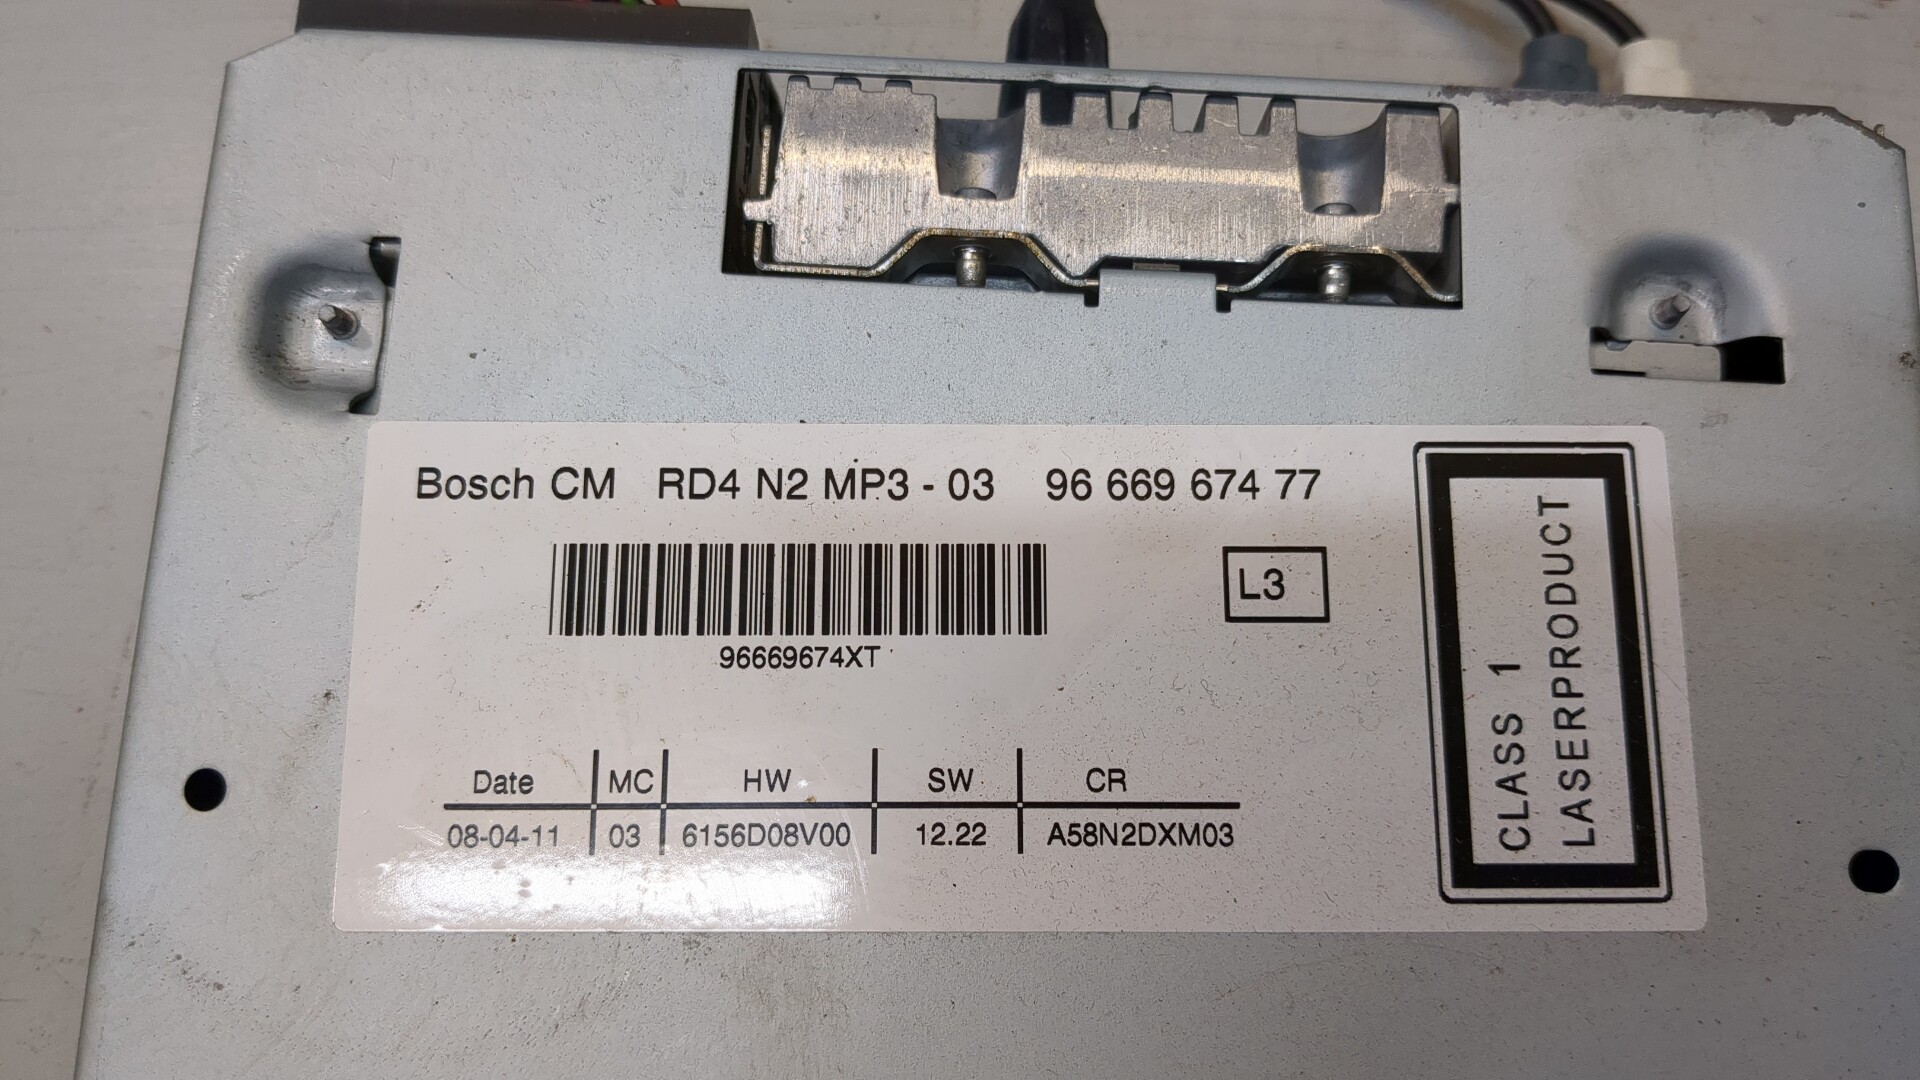 Bosch CM RD4 N2 MP3 - 03 96 669 674 77
L3
96669674XT
Date MC HW SW CR
08-04-11 03 6156D08V00 12.22 A58N2DXM03
CLASS 1
LASERPRODUCT